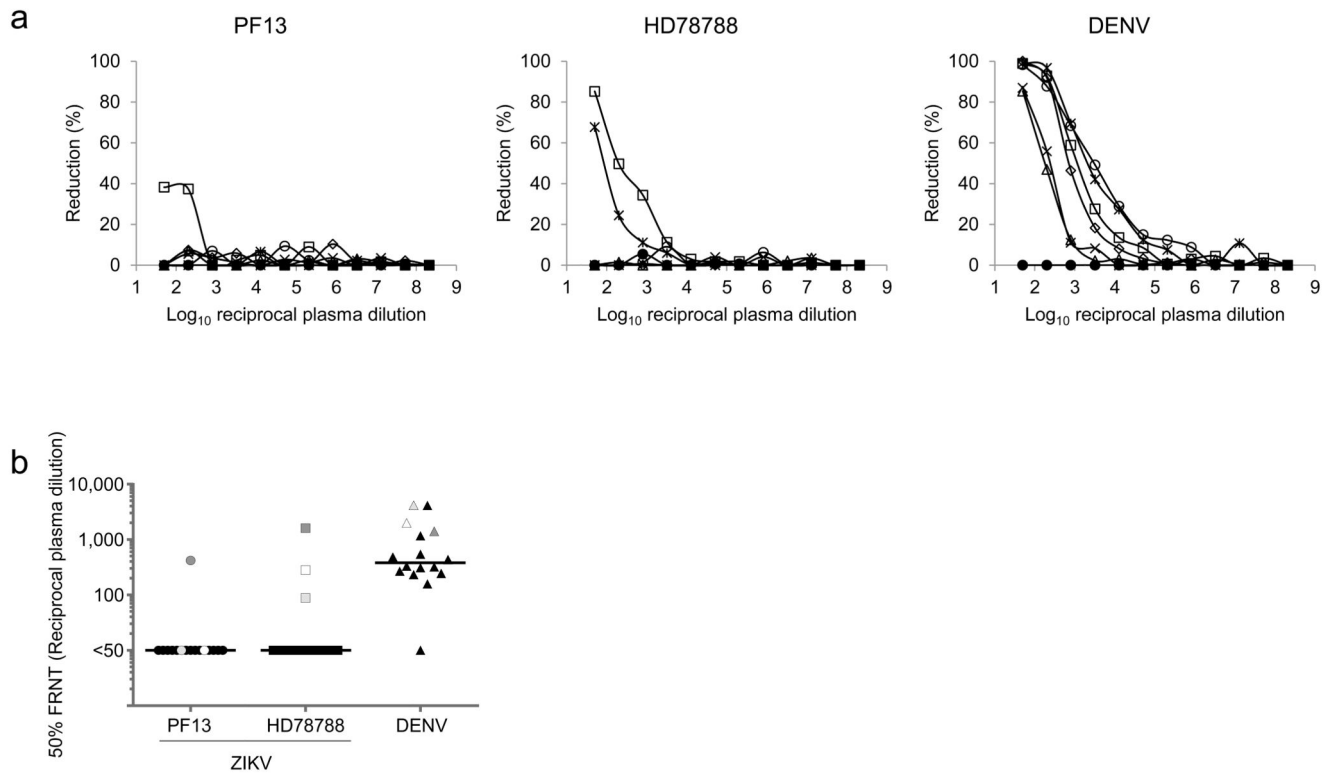 a
PF13
HD78788
DENV
Reduction (%)
100
80
60
40
20
0
1 2 3 4 5 6 7 8 9
Log10 reciprocal plasma dilution
Reduction (%)
100
80
60
40
20
0
1 2 3 4 5 6 7 8 9
Log10 reciprocal plasma dilution
Reduction (%)
100
80
60
40
20
0
1 2 3 4 5 6 7 8 9
Log10 reciprocal plasma dilution
b
50% FRNT (Reciprocal plasma dilution)
10,000
1,000
100
<50
PF13 HD78788 DENV
ZIKV